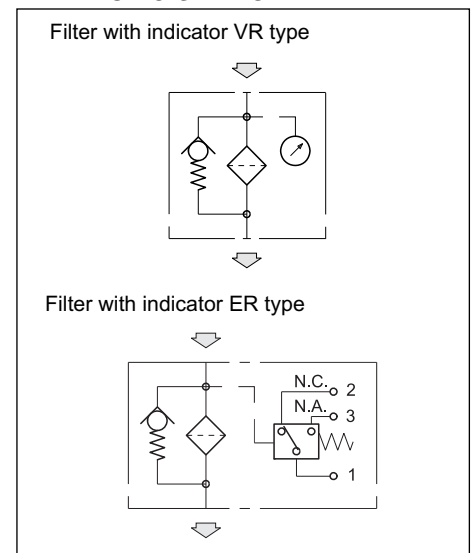 Filter with indicator VR type
Filter with indicator ER type
N.C. 2
N.A. 3
1